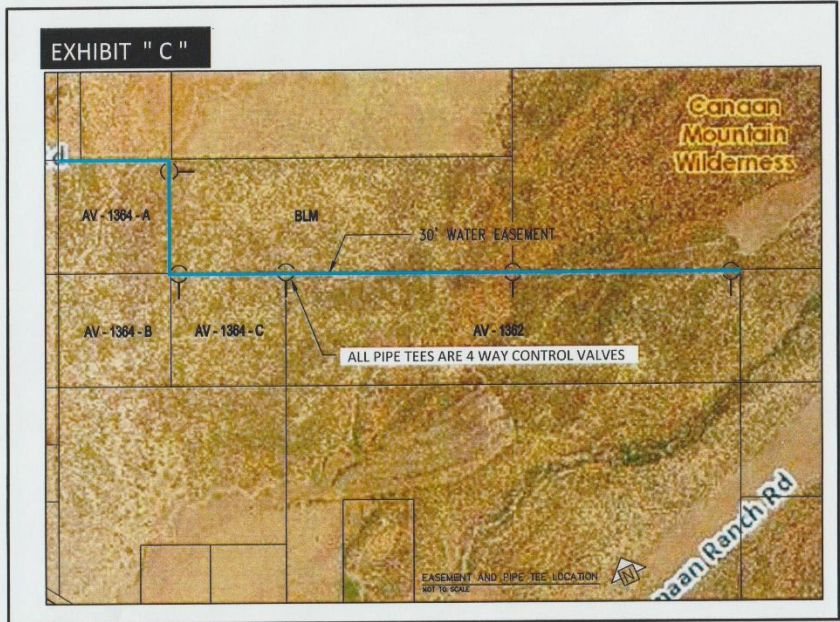 EXHIBIT "C"
Canaan
Mountain
Wilderness
AV - 1364 - A
BLM
30' WATER EASEMENT
AV - 1364 - B
AV - 1364 - C
AV - 1362
ALL PIPE TEES ARE 4 WAY CONTROL VALVES
naan Ranch Rd
EASEMENT AND PIPE TEE LOCATION
NOT TO SCALE
N